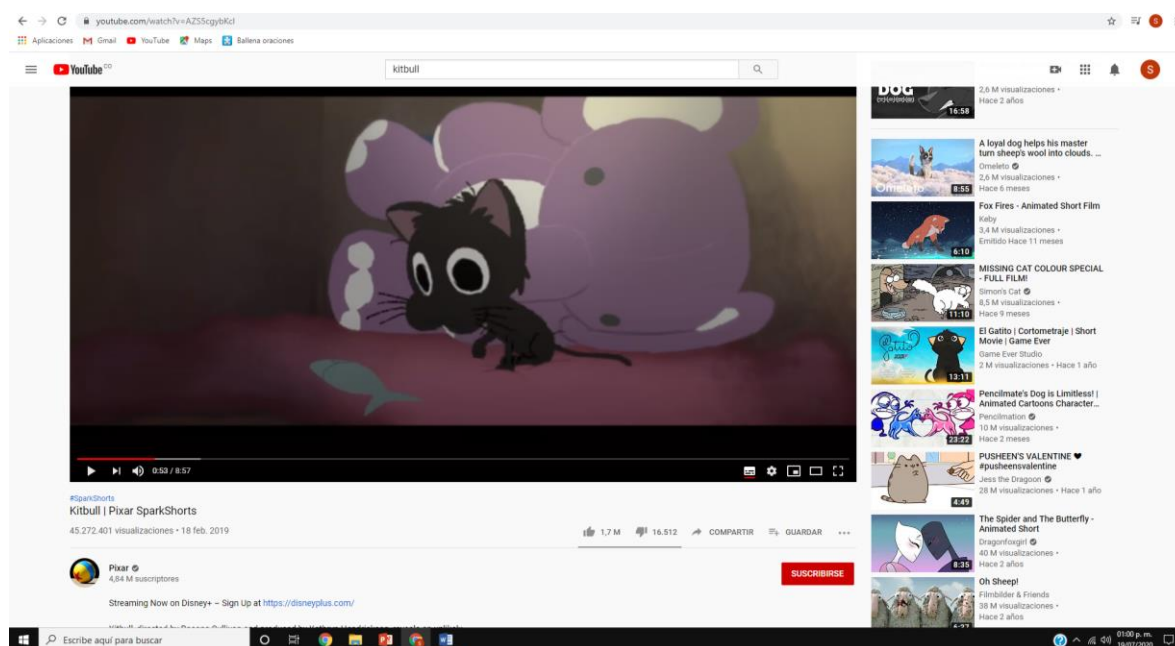 youtube.com/watch?v=AZS5cgybKcI
Aplicaciones Gmail YouTube Maps Ballena oraciones
YouTube CO
kitbull
S
DOG
16:58
2,6 M visualizaciones •
Hace 2 años
Omeleto
8:55
A loyal dog helps his master
turn sheep's wool into clouds. ...
Omeleto
2,6 M visualizaciones •
Hace 6 meses
6:10
Fox Fires - Animated Short Film
Keby
3,4 M visualizaciones •
Emitido Hace 11 meses
11:10
MISSING CAT COLOUR SPECIAL
- FULL FILM!
Simon's Cat
8,5 M visualizaciones •
Hace 9 meses
Gatito
13:11
El Gatito | Cortometraje | Short
Movie | Game Ever
Game Ever Studio
2 M visualizaciones • Hace 1 año
23:22
Pencilmate's Dog is Limitless! |
Animated Cartoons Character...
Pencilmation
10 M visualizaciones •
Hace 2 meses
4:49
PUSHEEN'S VALENTINE ♥
#pusheensvalentine
Jess the Dragoon
28 M visualizaciones • Hace 1 año
8:35
The Spider and The Butterfly -
Animated Short
Dragonfoxgirl
40 M visualizaciones •
Hace 2 años
6:37
Oh Sheep!
Filmbilder & Friends
38 M visualizaciones •
Hace 2 años
0:53 / 8:57
#SparkShorts
Kitbull | Pixar SparkShorts
45.272.401 visualizaciones • 18 feb. 2019
1,7 M 16.512 COMPARTIR GUARDAR ...
Pixar
4,84 M suscriptores
SUSCRIBIRSE
Streaming Now on Disney+ – Sign Up at https://disneyplus.com/
Escribe aquí para buscar
01:00 p. m.
19/07/2020